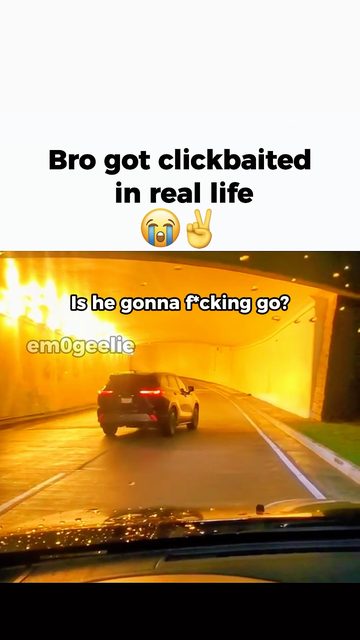 Bro got clickbaited
in real life
😭✌️
Is he gonna f*cking go?
em0geelie